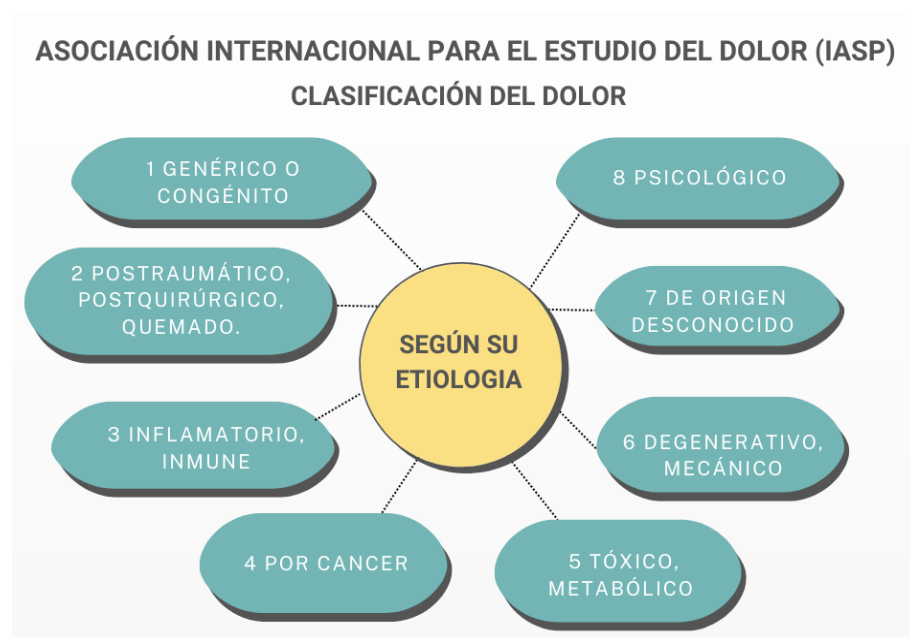 ASOCIACIÓN INTERNACIONAL PARA EL ESTUDIO DEL DOLOR (IASP)
CLASIFICACIÓN DEL DOLOR
1 GENÉRICO O
CONGÉNITO
2 POSTRAUMÁTICO,
POSTQUIRÚRGICO,
QUEMADO.
3 INFLAMATORIO,
INMUNE
4 POR CANCER
5 TÓXICO,
METABÓLICO
6 DEGENERATIVO,
MECÁNICO
7 DE ORIGEN
DESCONOCIDO
8 PSICOLÓGICO
SEGÚN SU
ETIOLOGIA